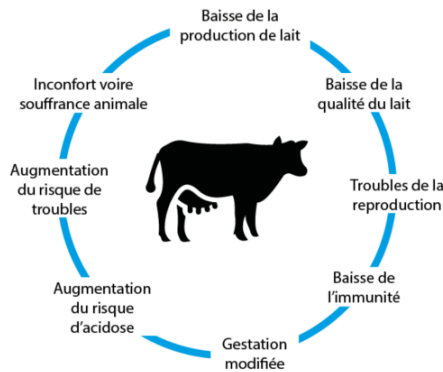 Baisse de la
production de lait
Baisse de la
qualité du lait
Troubles de la
reproduction
Baisse de
l'immunité
Gestation
modifiée
Augmentation
du risque
d'acidose
Augmentation
du risque de
troubles
Inconfort voire
souffrance animale